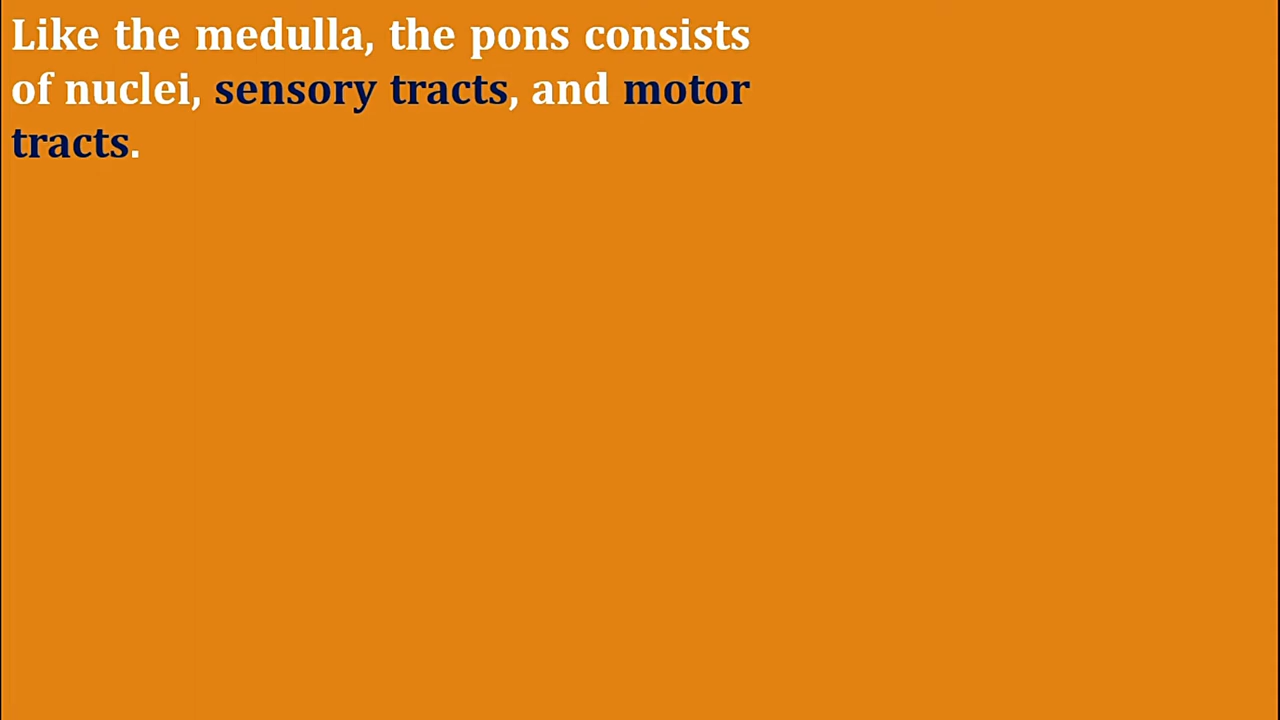 Like the medulla, the pons consists
of nuclei, sensory tracts, and motor
tracts.